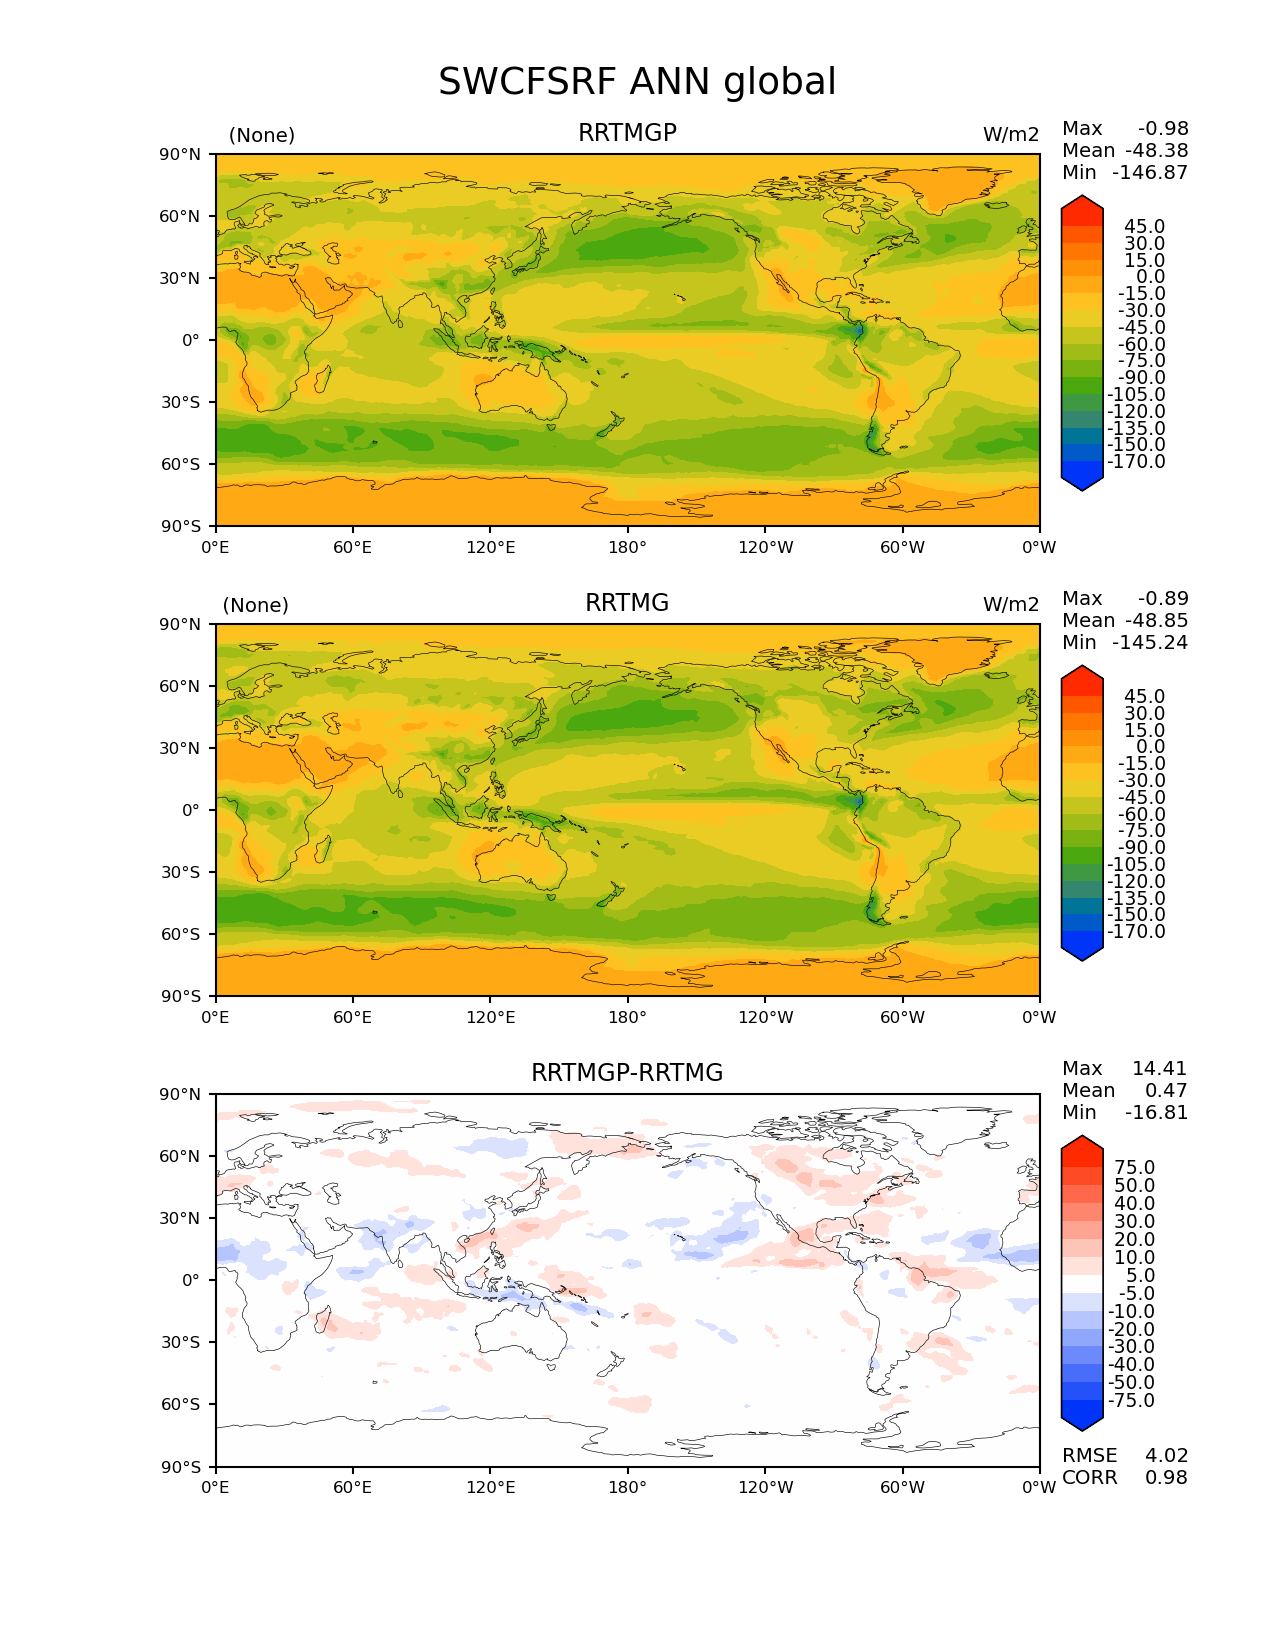 SWCFSRF ANN global
(None) RRTMGP W/m2
Max -0.98
Mean -48.38
Min -146.87
90°N
60°N
30°N
0°
30°S
60°S
90°S
0°E 60°E 120°E 180° 120°W 60°W 0°W
45.0
30.0
15.0
0.0
-15.0
-30.0
-45.0
-60.0
-75.0
-90.0
-105.0
-120.0
-135.0
-150.0
-170.0
(None) RRTMG W/m2
Max -0.89
Mean -48.85
Min -145.24
90°N
60°N
30°N
0°
30°S
60°S
90°S
0°E 60°E 120°E 180° 120°W 60°W 0°W
45.0
30.0
15.0
0.0
-15.0
-30.0
-45.0
-60.0
-75.0
-90.0
-105.0
-120.0
-135.0
-150.0
-170.0
RRTMGP-RRTMG
Max 14.41
Mean 0.47
Min -16.81
90°N
60°N
30°N
0°
30°S
60°S
90°S
0°E 60°E 120°E 180° 120°W 60°W 0°W
75.0
50.0
40.0
30.0
20.0
10.0
5.0
-5.0
-10.0
-20.0
-30.0
-40.0
-50.0
-75.0
RMSE 4.02
CORR 0.98